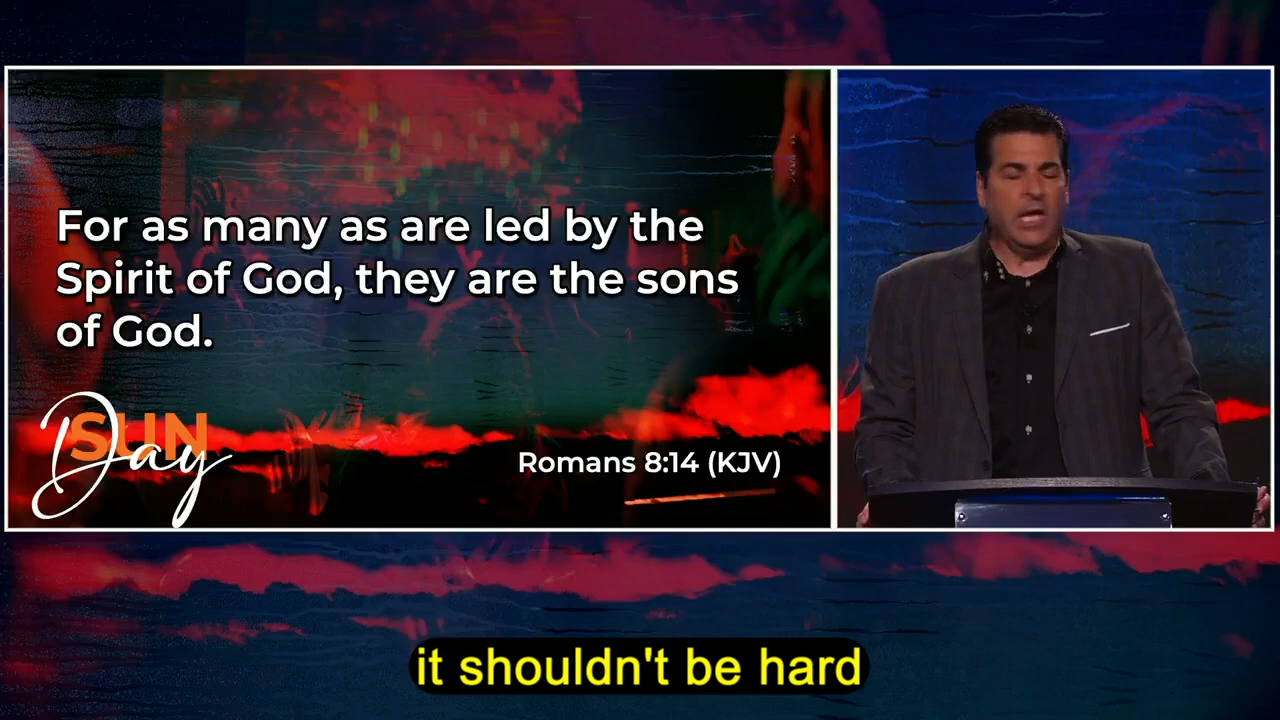 For as many as are led by the
Spirit of God, they are the sons
of God.
SUN
Day
Romans 8:14 (KJV)
it shouldn't be hard